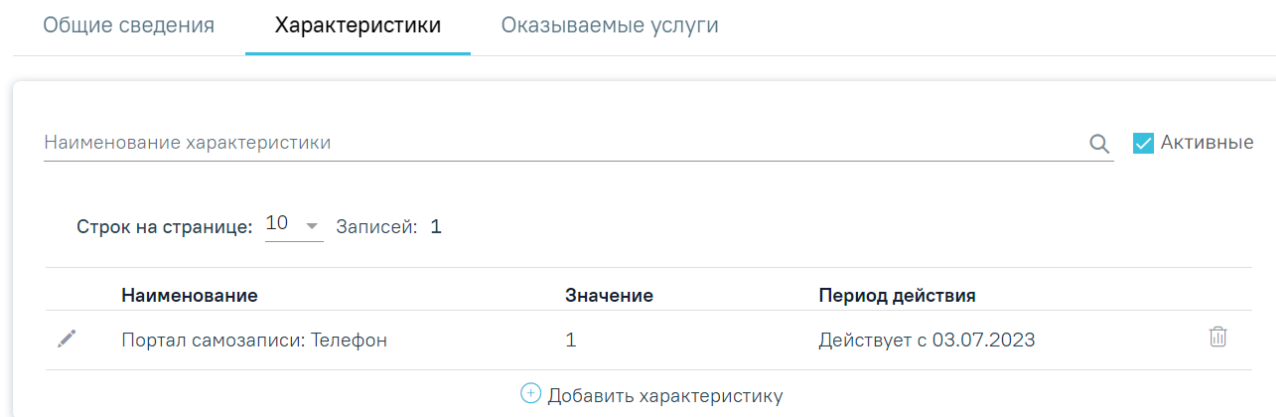 Общие сведения Характеристики Оказываемые услуги
Наименование характеристики Активные
Строк на странице: 10 Записей: 1
Наименование Значение Период действия
Портал самозаписи: Телефон 1 Действует с 03.07.2023
Добавить характеристику